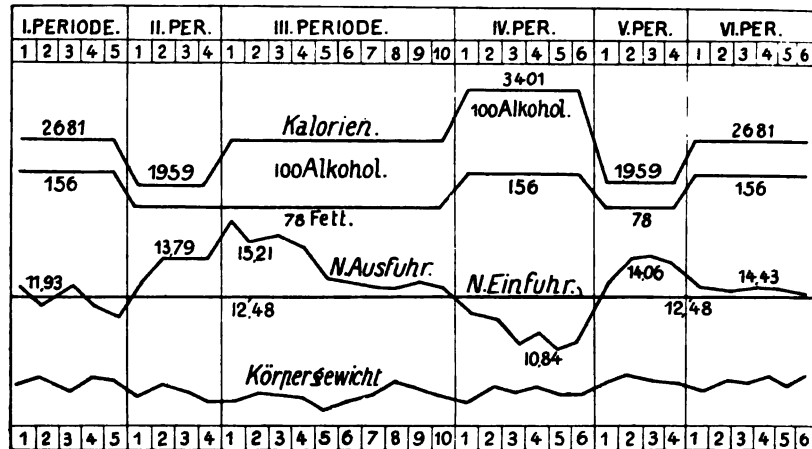 I.PERIODE. II.PER. III.PERIODE. IV.PER. V.PER. VI.PER.
1 2 3 4 5 1 2 3 4 1 2 3 4 5 6 7 8 9 10 1 2 3 4 5 6 1 2 3 4 1 2 3 4 5 6
3401
100 Alkohol.
2681 Kalorien. 2681
1959 100 Alkohol. 1959
156 156 156
78 Fett. 78
13,79 15,21 14,06
11,93 N.Ausfuhr. N.Einfuhr. 14,43
12,48 12,48
10,84
Körpergewicht
1 2 3 4 5 1 2 3 4 1 2 3 4 5 6 7 8 9 10 1 2 3 4 5 6 1 2 3 4 1 2 3 4 5 6